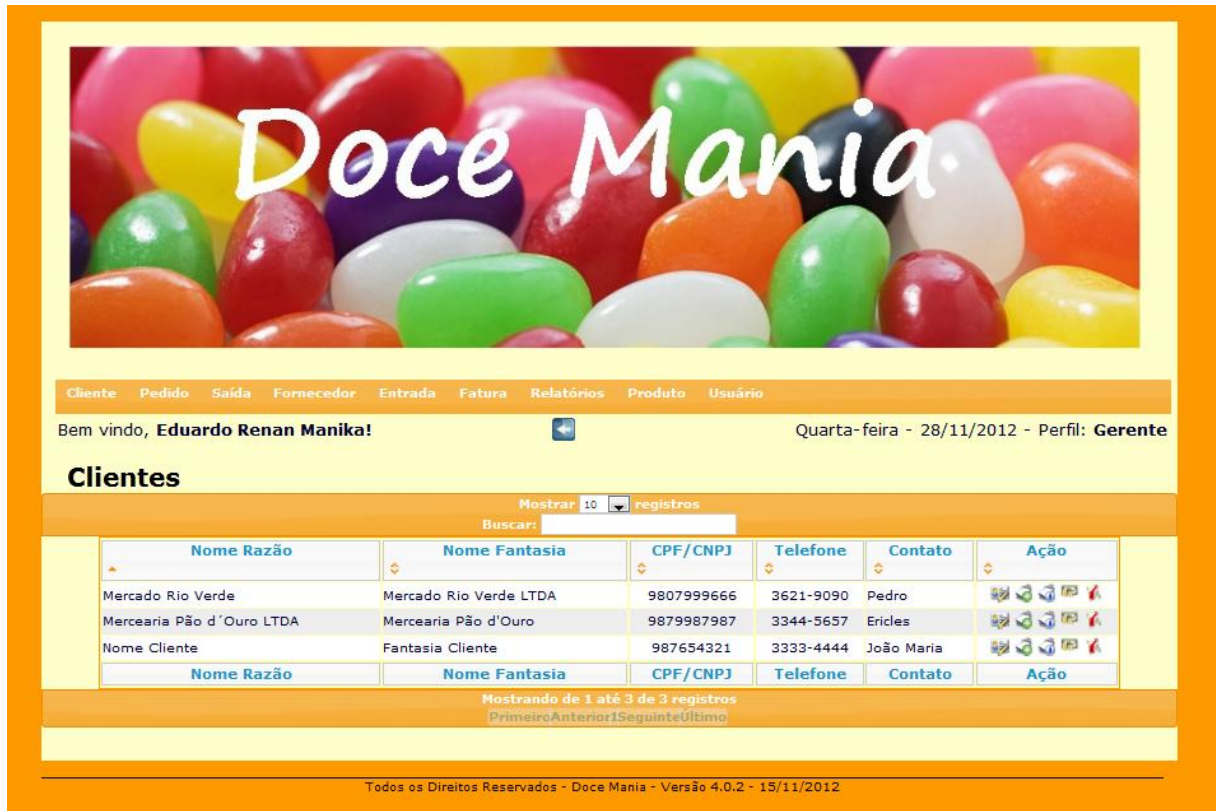 Doce Mania
Cliente Pedido Saída Fornecedor Entrada Fatura Relatórios Produto Usuário
Bem vindo, Eduardo Renan Manika! Quarta-feira - 28/11/2012 - Perfil: Gerente
Clientes
Mostrar 10 registros
Buscar:
Nome Razão Nome Fantasia CPF/CNPJ Telefone Contato Ação
Mercado Rio Verde Mercado Rio Verde LTDA 9807999666 3621-9090 Pedro
Mercearia Pão d´Ouro LTDA Mercearia Pão d'Ouro 9879987987 3344-5657 Ericles
Nome Cliente Fantasia Cliente 987654321 3333-4444 João Maria
Nome Razão Nome Fantasia CPF/CNPJ Telefone Contato Ação
Mostrando de 1 até 3 de 3 registros
PrimeiroAnterior1SeguinteÚltimo
Todos os Direitos Reservados - Doce Mania - Versão 4.0.2 - 15/11/2012